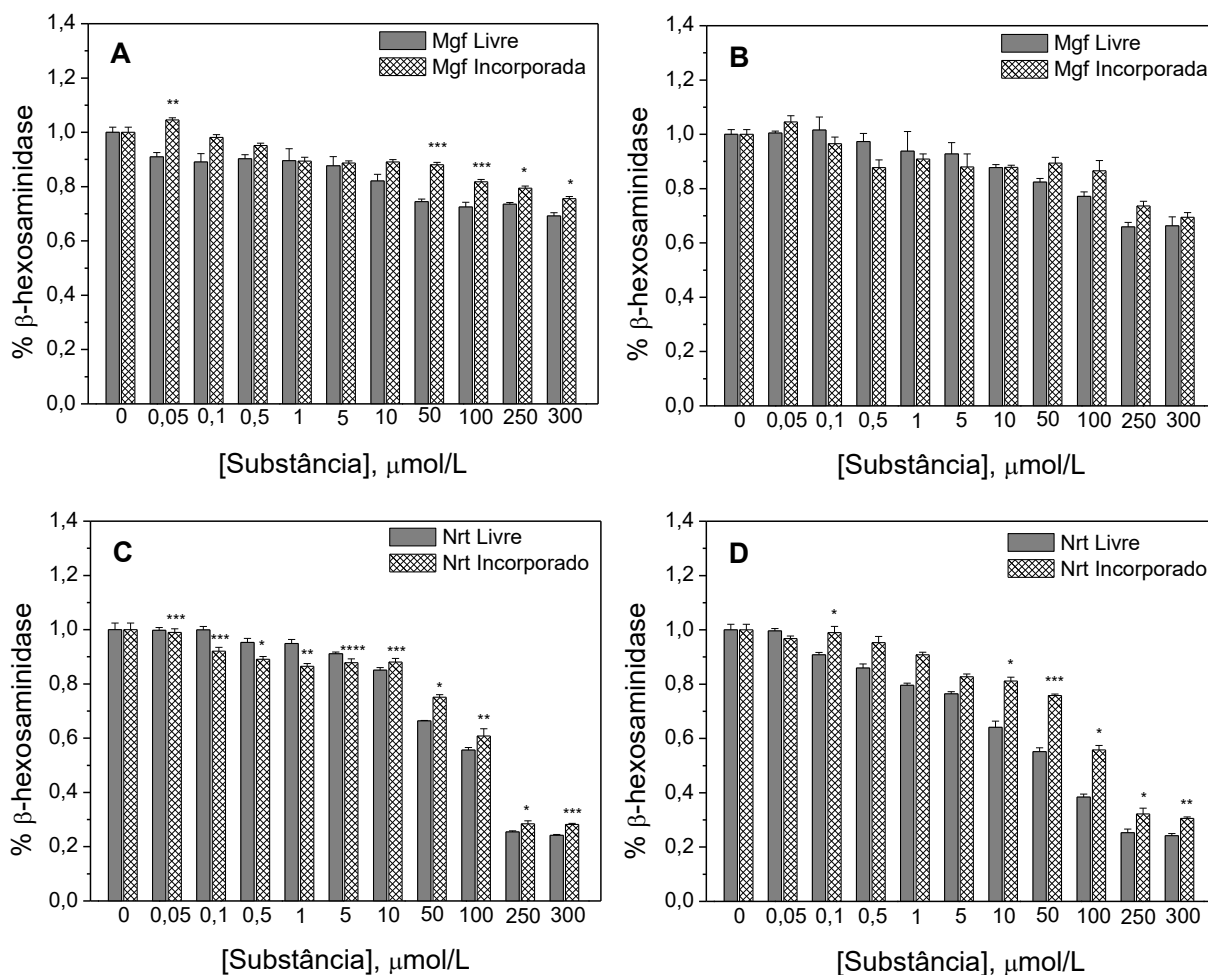 A
Mgf Livre
Mgf Incorporada
% β-hexosaminidase
1,4
1,2
1,0
0,8
0,6
0,4
0,2
0,0
** *** *** * *
0 0,05 0,1 0,5 1 5 10 50 100 250 300
[Substância], μmol/L
B
Mgf Livre
Mgf Incorporada
% β-hexosaminidase
1,4
1,2
1,0
0,8
0,6
0,4
0,2
0,0
0 0,05 0,1 0,5 1 5 10 50 100 250 300
[Substância], μmol/L
C
Nrt Livre
Nrt Incorporado
% β-hexosaminidase
1,4
1,2
1,0
0,8
0,6
0,4
0,2
0,0
*** *** * ** **** *** * ** * ***
0 0,05 0,1 0,5 1 5 10 50 100 250 300
[Substância], μmol/L
D
Nrt Livre
Nrt Incorporado
% β-hexosaminidase
1,4
1,2
1,0
0,8
0,6
0,4
0,2
0,0
* * *** * * **
0 0,05 0,1 0,5 1 5 10 50 100 250 300
[Substância], μmol/L